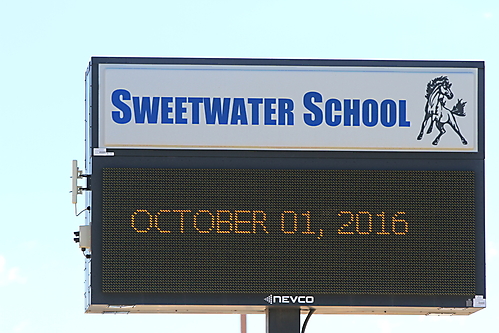 SWEETWATER SCHOOL
OCTOBER 01, 2016
NEVCO